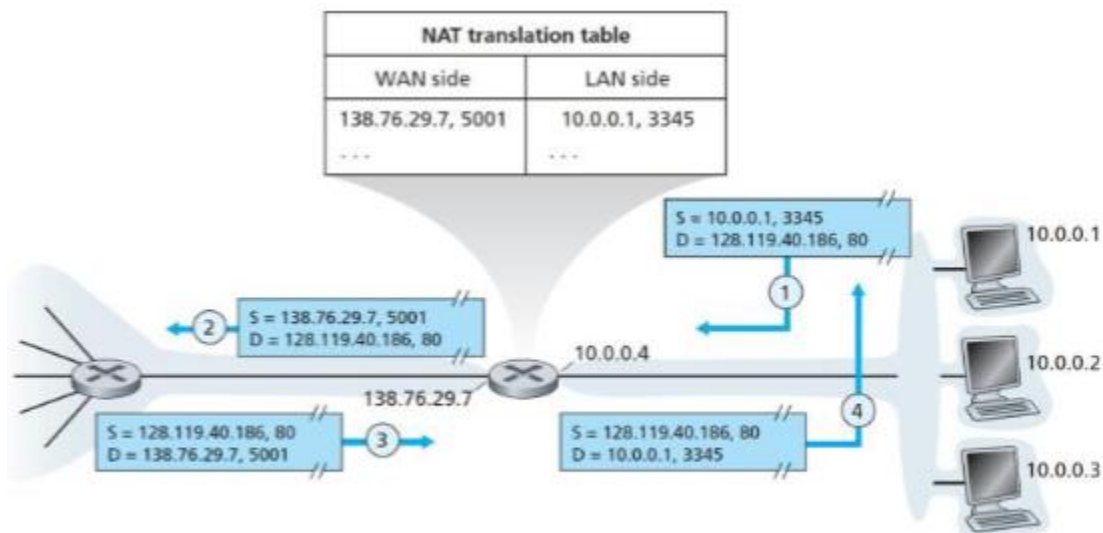 NAT translation table
WAN side LAN side
138.76.29.7, 5001 10.0.0.1, 3345
. . . . . .
S = 10.0.0.1, 3345
D = 128.119.40.186, 80
10.0.0.1
1
2
S = 138.76.29.7, 5001
D = 128.119.40.186, 80
10.0.0.4
10.0.0.2
138.76.29.7
4
S = 128.119.40.186, 80
D = 138.76.29.7, 5001
3
S = 128.119.40.186, 80
D = 10.0.0.1, 3345
10.0.0.3